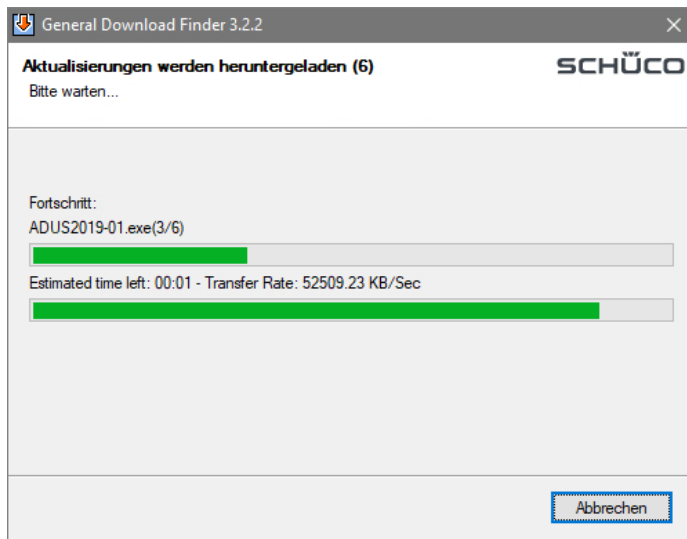 General Download Finder 3.2.2
Aktualisierungen werden heruntergeladen (6)
SCHÜCO
Bitte warten...
Fortschritt:
ADUS2019-01.exe(3/6)
Estimated time left: 00:01 - Transfer Rate: 52509.23 KB/Sec
Abbrechen